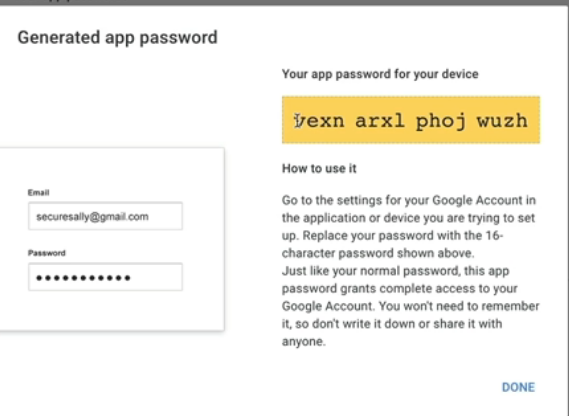 Generated app password
Your app password for your device
vexn arxl phoj wuzh
How to use it
Email
securesally@gmail.com
Password
Go to the settings for your Google Account in
the application or device you are trying to set
up. Replace your password with the 16-
character password shown above.
Just like your normal password, this app
password grants complete access to your
Google Account. You won't need to remember
it, so don't write it down or share it with
anyone.
DONE